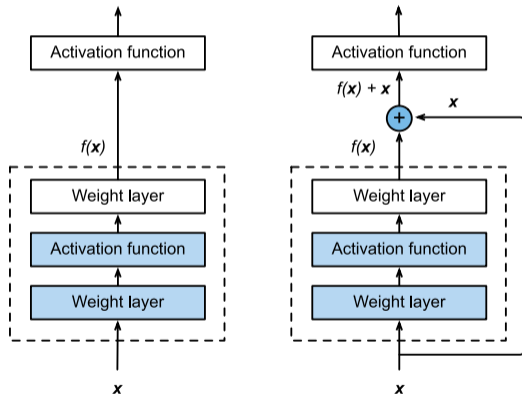 Activation function
f(x)
Weight layer
Activation function
Weight layer
x
Activation function
f(x) + x
x
+
f(x)
Weight layer
Activation function
Weight layer
x